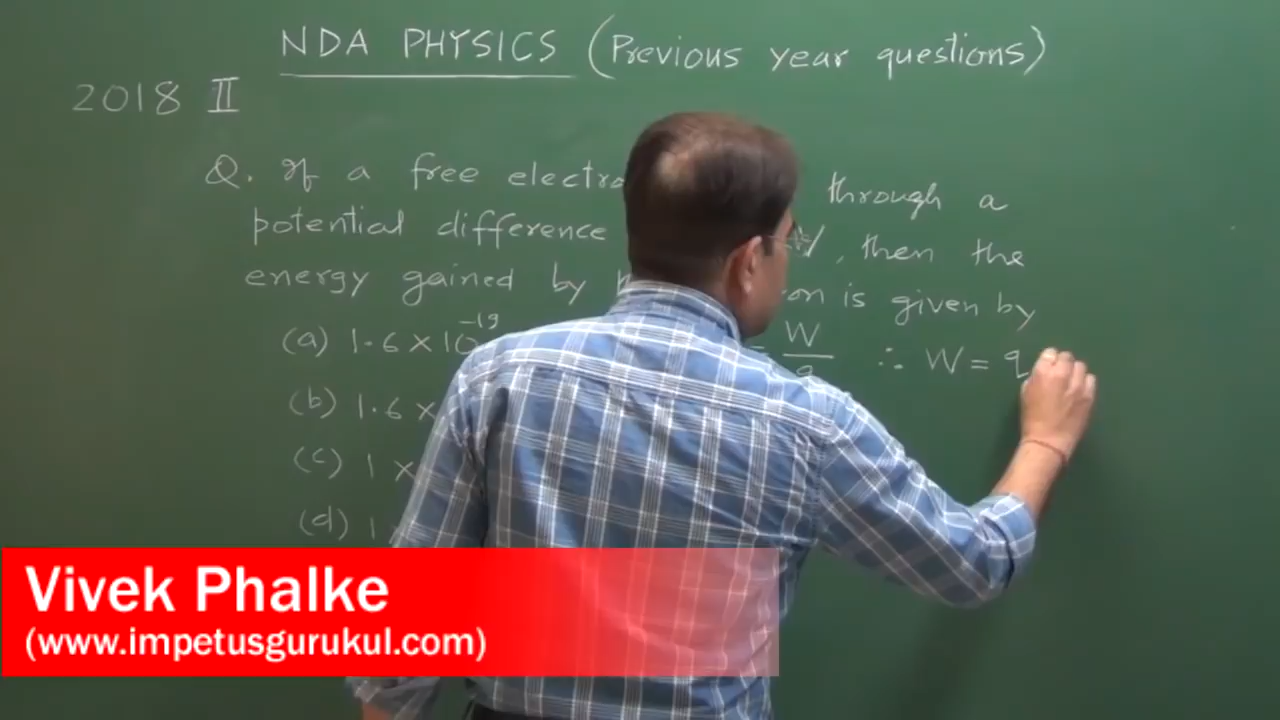 NDA PHYSICS (Previous year questions)
2018 II
Q. If a free electro through a
potential difference V, then the
energy gained by on is given by
(a) 1.6 × 10⁻¹⁹ = W ∴ W = q
(b) 1.6 ×
(c) 1 ×
(d) 1
Vivek Phalke
(www.impetusgurukul.com)